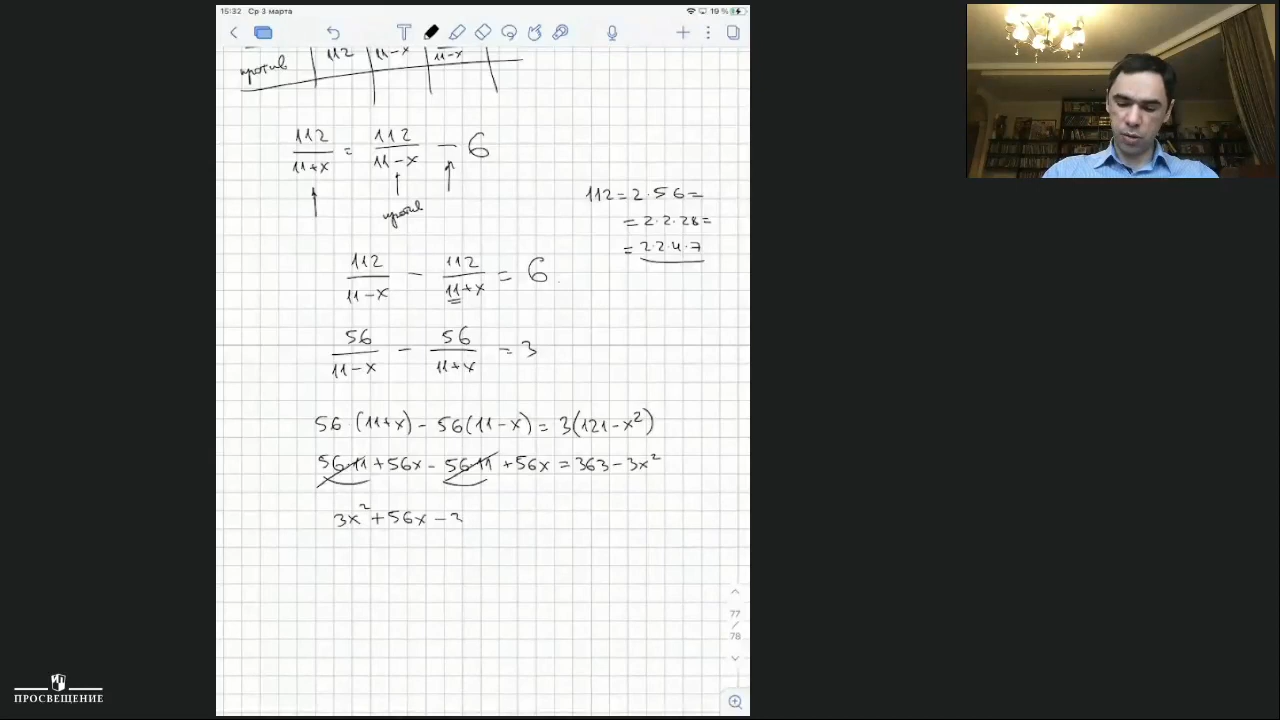 15:32 Ср 3 марта
19 %
112 11-x 11-x
против
112/11+x = 112/11-x - 6
против
112 = 2·56 =
= 2·2·28 =
= 2·2·4·7
112/11-x - 112/11+x = 6
56/11-x - 56/11+x = 3
56·(11+x) - 56(11-x) = 3(121-x²)
56·11 + 56x - 56·11 + 56x = 363 - 3x²
3x² + 56x - 3
77
/
78
ПРОСВЕЩЕНИЕ